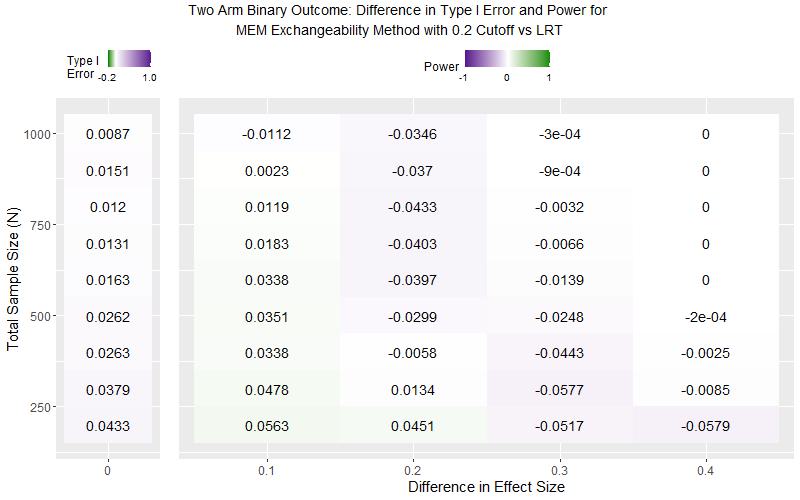 Two Arm Binary Outcome: Difference in Type I Error and Power for
MEM Exchangeability Method with 0.2 Cutoff vs LRT
Type I
Error -0.2 1.0
Power -1 0 1
Total Sample Size (N)
1000 0.0087 -0.0112 -0.0346 -3e-04 0
0.0151 0.0023 -0.037 -9e-04 0
0.012 0.0119 -0.0433 -0.0032 0
750
0.0131 0.0183 -0.0403 -0.0066 0
0.0163 0.0338 -0.0397 -0.0139 0
500 0.0262 0.0351 -0.0299 -0.0248 -2e-04
0.0263 0.0338 -0.0058 -0.0443 -0.0025
0.0379 0.0478 0.0134 -0.0577 -0.0085
250
0.0433 0.0563 0.0451 -0.0517 -0.0579
0 0.1 0.2 0.3 0.4
Difference in Effect Size